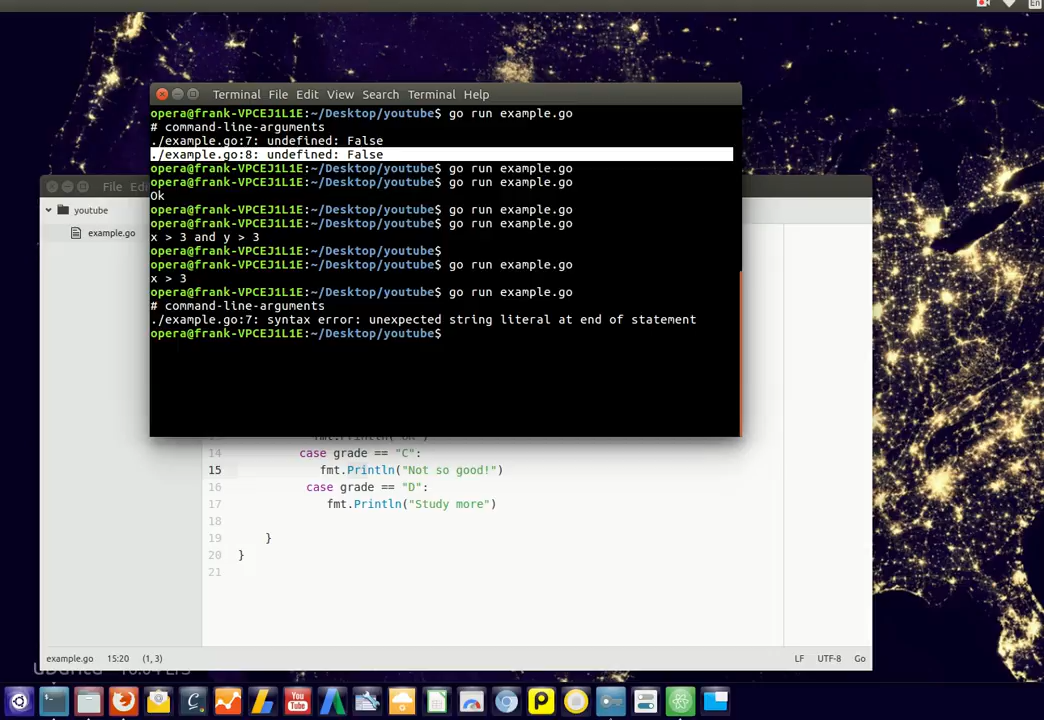 En
Terminal File Edit View Search Terminal Help
opera@frank-VPCEJ1L1E:~/Desktop/youtube$ go run example.go
# command-line-arguments
./example.go:7: undefined: False
./example.go:8: undefined: False
opera@frank-VPCEJ1L1E:~/Desktop/youtube$ go run example.go
opera@frank-VPCEJ1L1E:~/Desktop/youtube$ go run example.go
Ok
opera@frank-VPCEJ1L1E:~/Desktop/youtube$ go run example.go
opera@frank-VPCEJ1L1E:~/Desktop/youtube$ go run example.go
x > 3 and y > 3
opera@frank-VPCEJ1L1E:~/Desktop/youtube$
opera@frank-VPCEJ1L1E:~/Desktop/youtube$ go run example.go
x > 3
opera@frank-VPCEJ1L1E:~/Desktop/youtube$ go run example.go
# command-line-arguments
./example.go:7: syntax error: unexpected string literal at end of statement
opera@frank-VPCEJ1L1E:~/Desktop/youtube$
File
youtube
example.go
14 case grade == "C":
15 fmt.Println("Not so good!")
16 case grade == "D":
17 fmt.Println("Study more")
18
19 }
20 }
21
example.go 15:20 (1, 3) LF UTF-8 Go
You
Tube